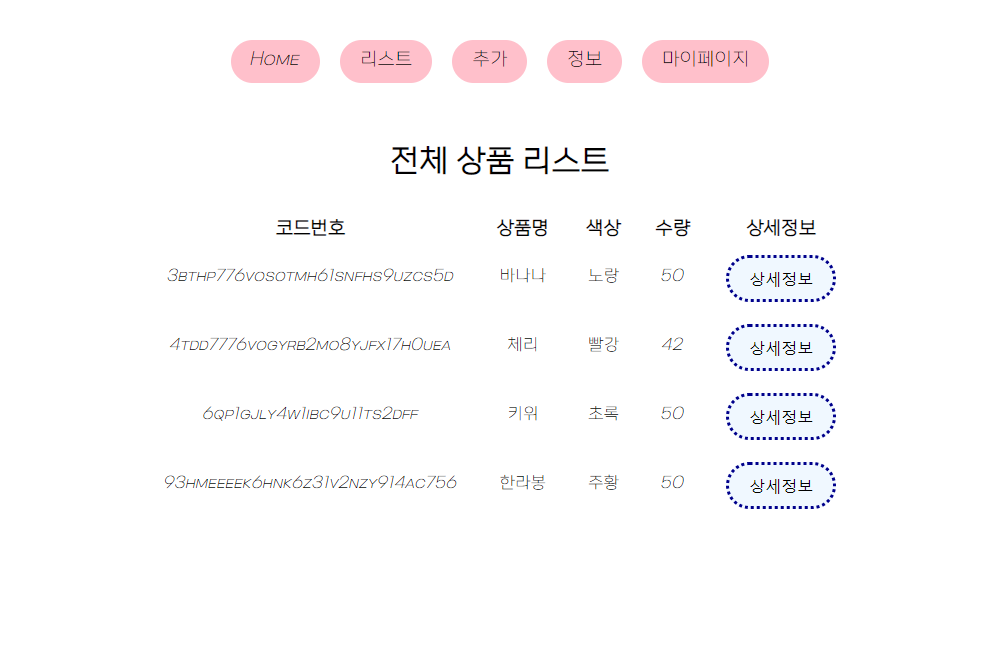 Home 리스트 추가 정보 마이페이지
전체 상품 리스트
코드번호 상품명 색상 수량 상세정보
3bthp776vosotmh61snfhs9uzcs5d 바나나 노랑 50 상세정보
4tdd7776vogyrb2mo8yjfx17h0uea 체리 빨강 42 상세정보
6qp1gjly4w1ibc9u11ts2dff 키위 초록 50 상세정보
93hmeeeek6hnk6z31v2nzy914ac756 한라봉 주황 50 상세정보